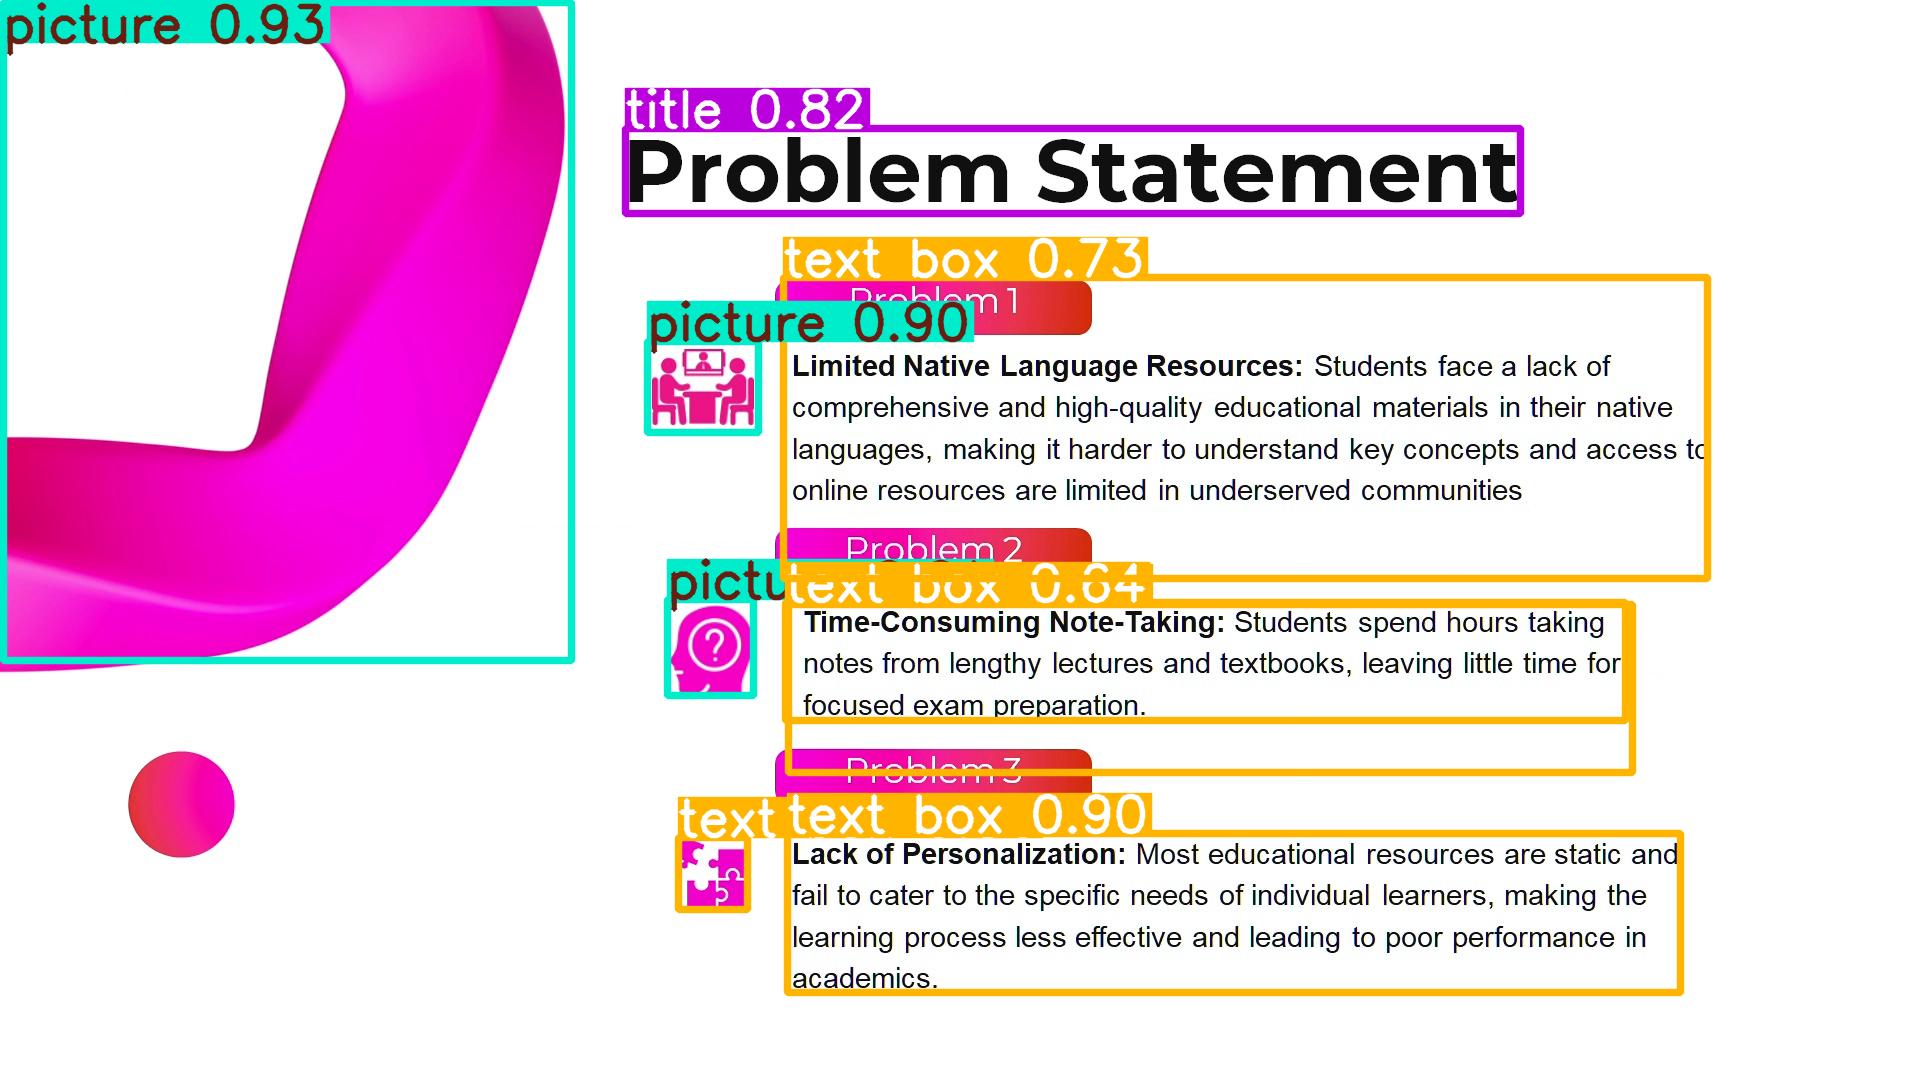 picture 0.93
title 0.82
Problem Statement
text box 0.73
Problem 1
picture 0.90
Limited Native Language Resources: Students face a lack of
comprehensive and high-quality educational materials in their native
languages, making it harder to understand key concepts and access to
online resources are limited in underserved communities
Problem 2
text box 0.64
Time-Consuming Note-Taking: Students spend hours taking
notes from lengthy lectures and textbooks, leaving little time for
focused exam preparation.
Problem 3
text
text box 0.90
Lack of Personalization: Most educational resources are static and
fail to cater to the specific needs of individual learners, making the
learning process less effective and leading to poor performance in
academics.